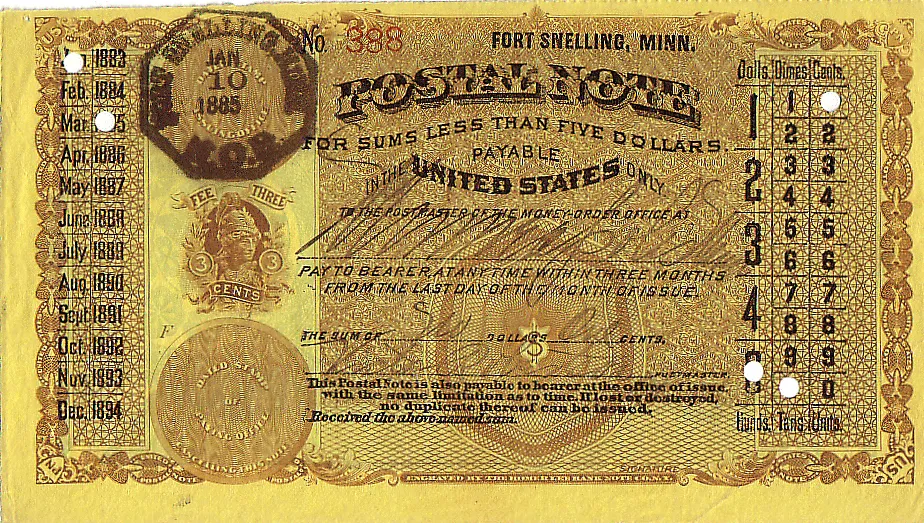 No. 388
FORT SNELLING, MINN.
POSTAL NOTE
FOR SUMS LESS THAN FIVE DOLLARS.
PAYABLE
IN THE UNITED STATES ONLY
TO THE POSTMASTER OF THE MONEY-ORDER OFFICE AT
PAY TO BEARER AT ANY TIME WITHIN THREE MONTHS
FROM THE LAST DAY OF THE MONTH OF ISSUE
THE SUM OF DOLLARS CENTS,
POSTMASTER
This Postal Note is also payable to bearer at the office of issue,
with the same limitation as to time. If lost or destroyed,
no duplicate thereof can be issued.
Received the above named sum.
SIGNATURE
ENGRAVED BY THE HOMER LEE BANK NOTE CO. N.Y.
1883
Feb. 1884
Mar.
Apr. 1886
May 1887
June 1888
July 1889
Aug. 1890
Sept. 1891
Oct. 1892
Nov. 1893
Dec. 1894
JAN
10
1885
M.O.B.
FEE THREE
3 3
CENTS
PAYING OFFICE
Dolls. Dimes Cents.
1 1
2 2
2
3 3
4 4
3
5 5
6 6
4
7 7
8 8
9 9
0
Hunds. Tens Units.
US